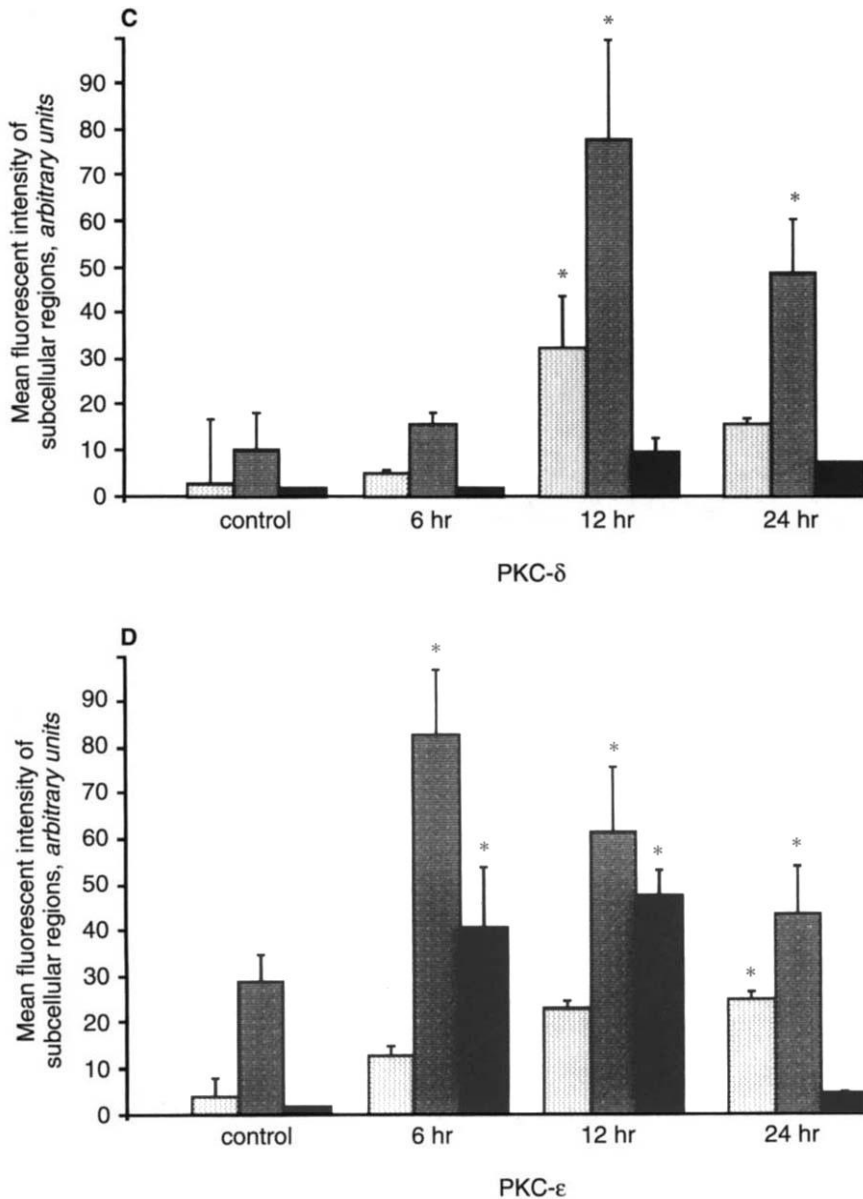 C
Mean fluorescent intensity of
subcellular regions, arbitrary units
90
80
70
60
50
40
30
20
10
0
*
*
*
control
6 hr
12 hr
24 hr
PKC-δ
D
Mean fluorescent intensity of
subcellular regions, arbitrary units
90
80
70
60
50
40
30
20
10
0
*
*
*
*
*
*
control
6 hr
12 hr
24 hr
PKC-ε